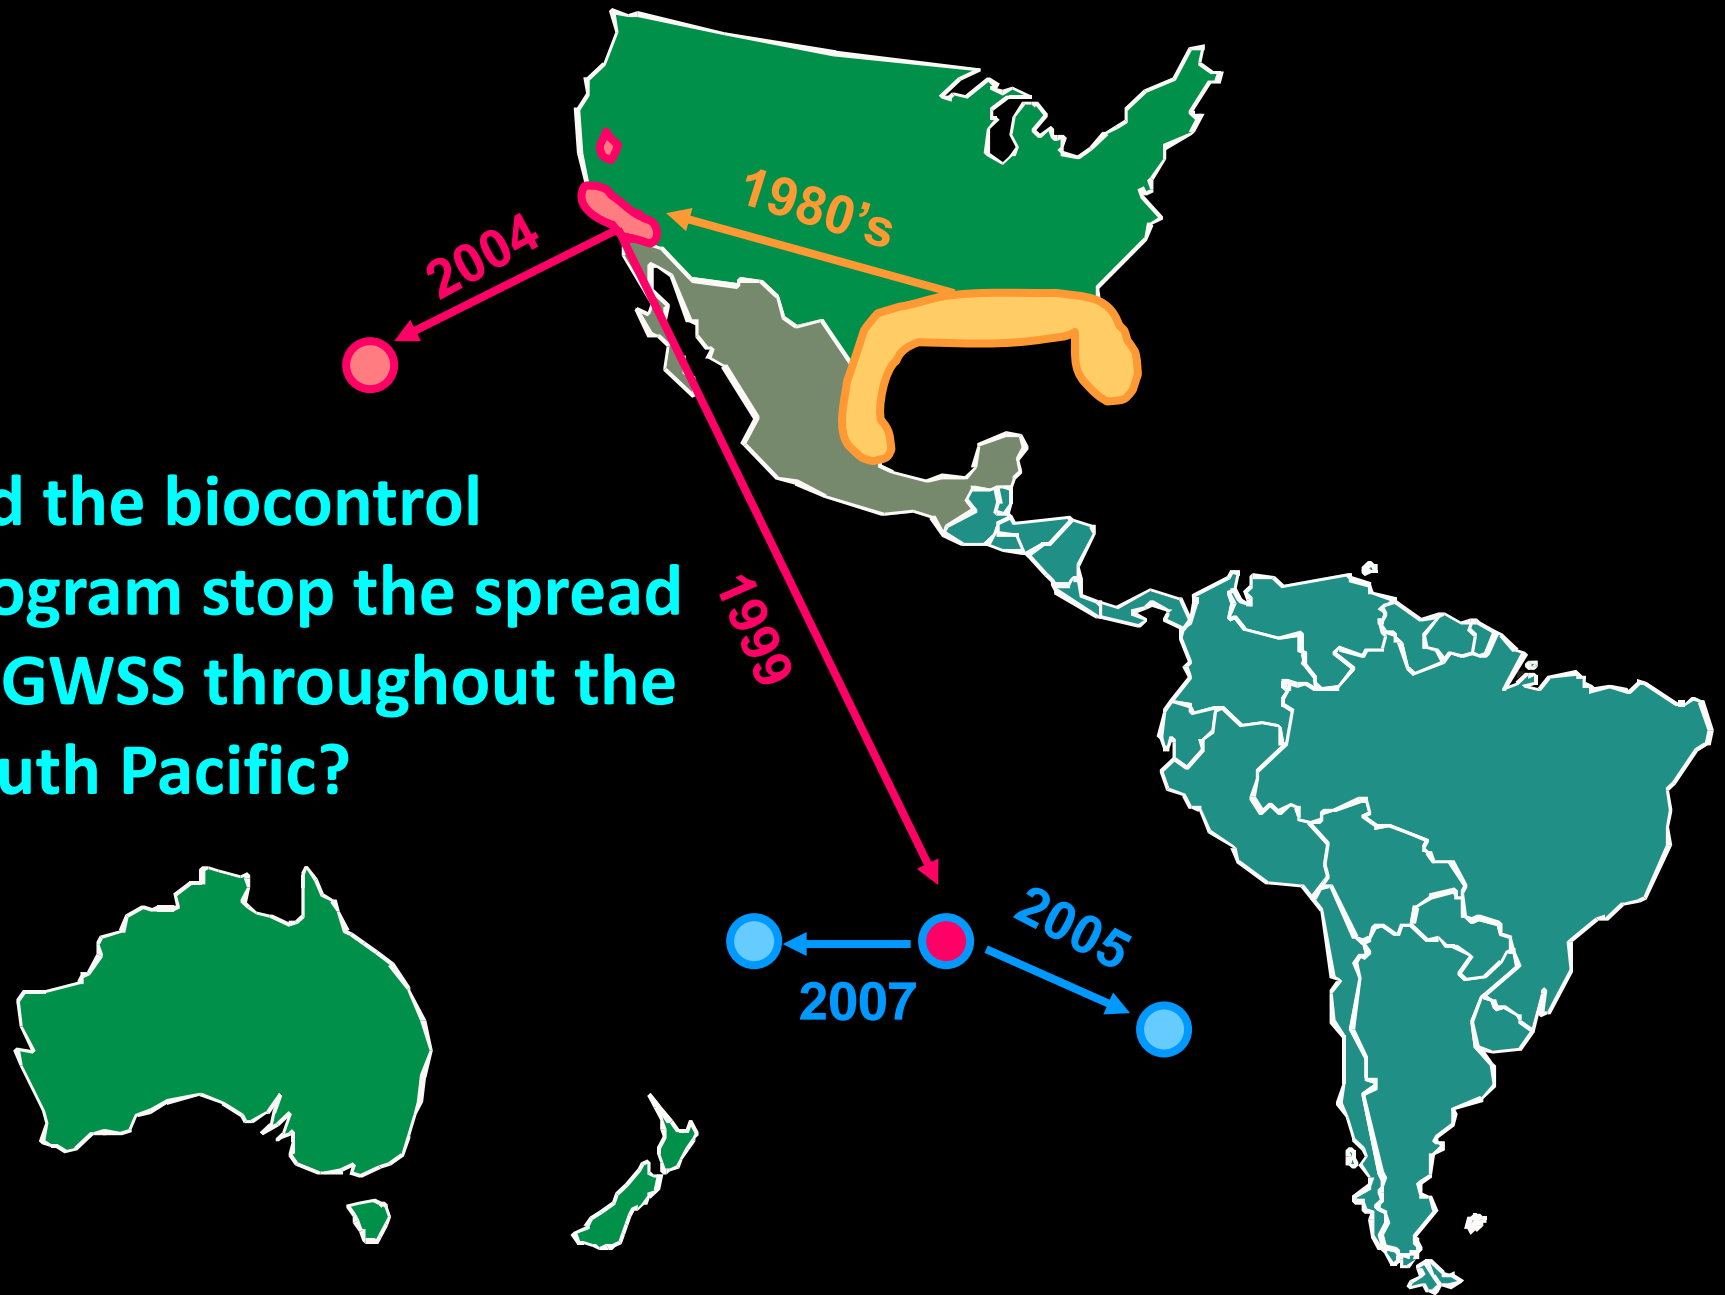 1980's
2004
d the biocontrol
ogram stop the spread
GWSS throughout the
uth Pacific?
1999
2005
2007